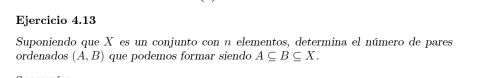 Ejercicio 4.13
Suponiendo que X es un conjunto con n elementos, determina el número de pares
ordenados (A, B) que podemos formar siendo A ⊆ B ⊆ X.